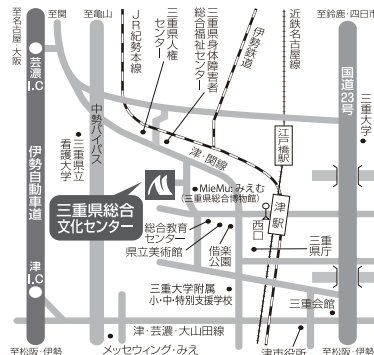 至名古屋・大阪
至関
至亀山
至鈴鹿・四日市
芸濃
I.C
伊勢自動車道
津
I.C
至松阪・伊勢
中勢バイパス
三重県立
看護大学
JR紀勢本線
三重県人権
センター
三重県身体障害者
総合福祉センター
伊勢鉄道
近鉄名古屋線
国道23号
三重大学
江戸橋駅
津・関線
MieMu:みえむ
(三重県総合博物館)
三重県総合
文化センター
総合教育
センター
県立美術館
偕楽
公園
津駅
西口
三重
県庁
三重大学附属
小・中・特別支援学校
三重会館
津・芸濃・大山田線
メッセウィング・みえ
津市役所
至松阪・伊勢